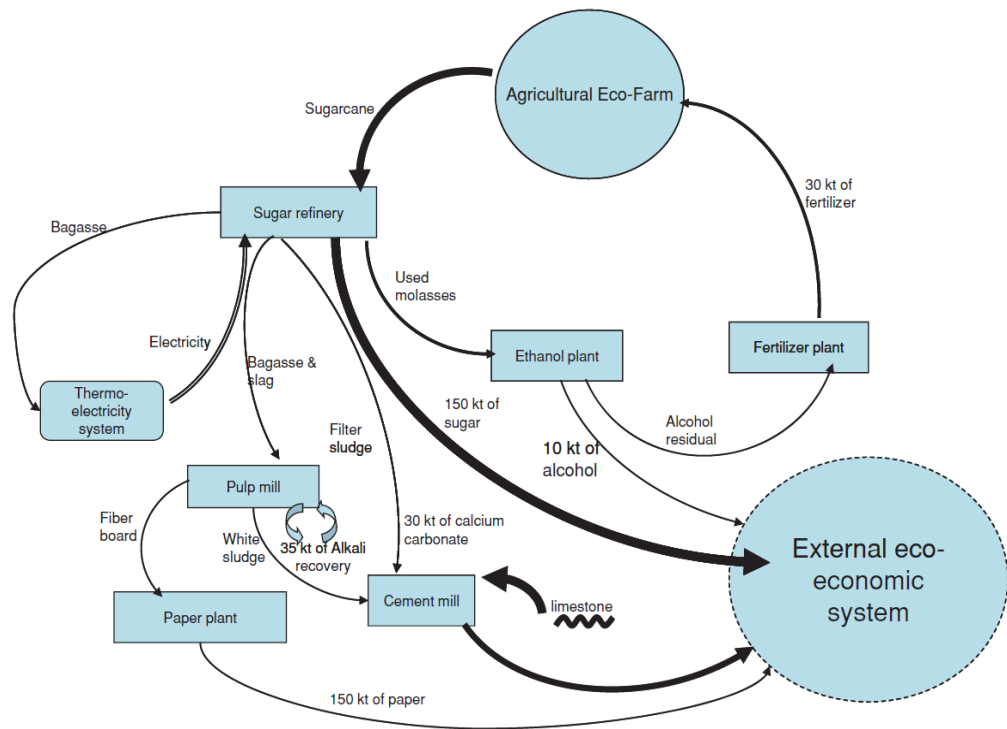 Agricultural Eco-Farm
Sugarcane
30 kt of
fertilizer
Sugar refinery
Bagasse
Used
molasses
Electricity
Ethanol plant
Fertilizer plant
Bagasse &
slag
Thermo-
electricity
system
150 kt of
sugar
Alcohol
residual
Filter
sludge
10 kt of
alcohol
Pulp mill
Fiber
board
White
sludge
35 kt of Alkali
recovery
30 kt of calcium
carbonate
External eco-
economic
system
Paper plant
Cement mill
limestone
150 kt of paper